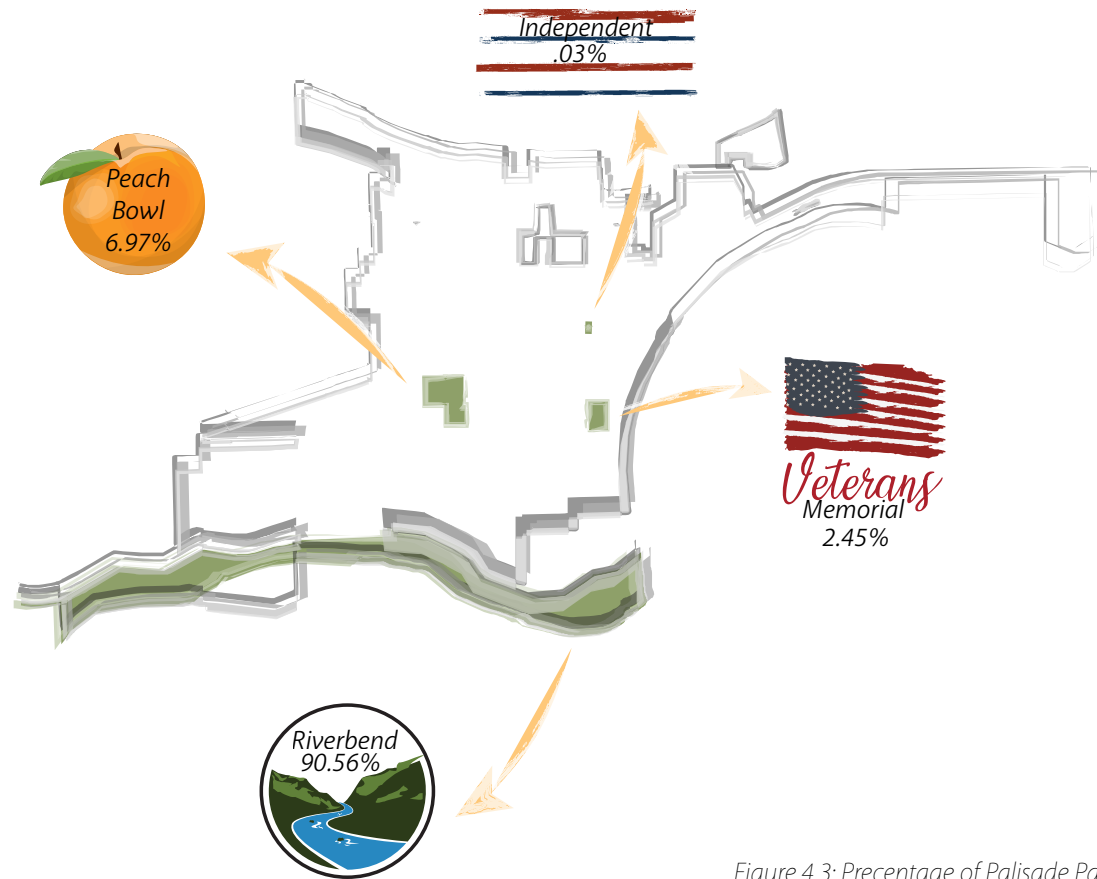 Independent
.03%
Peach
Bowl
6.97%
Veterans
Memorial
2.45%
Riverbend
90.56%
Figure 4.3: Precentage of Palisade